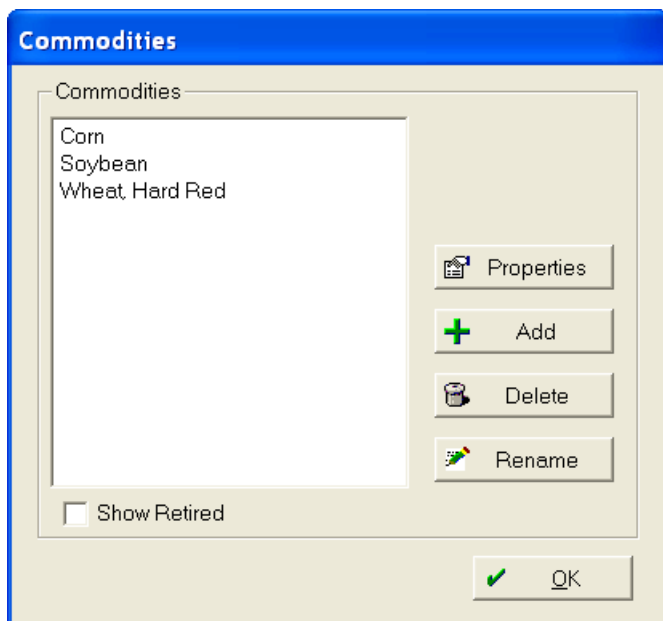 Commodities
Commodities
Corn
Soybean
Wheat, Hard Red
Properties
Add
Delete
Rename
Show Retired
OK